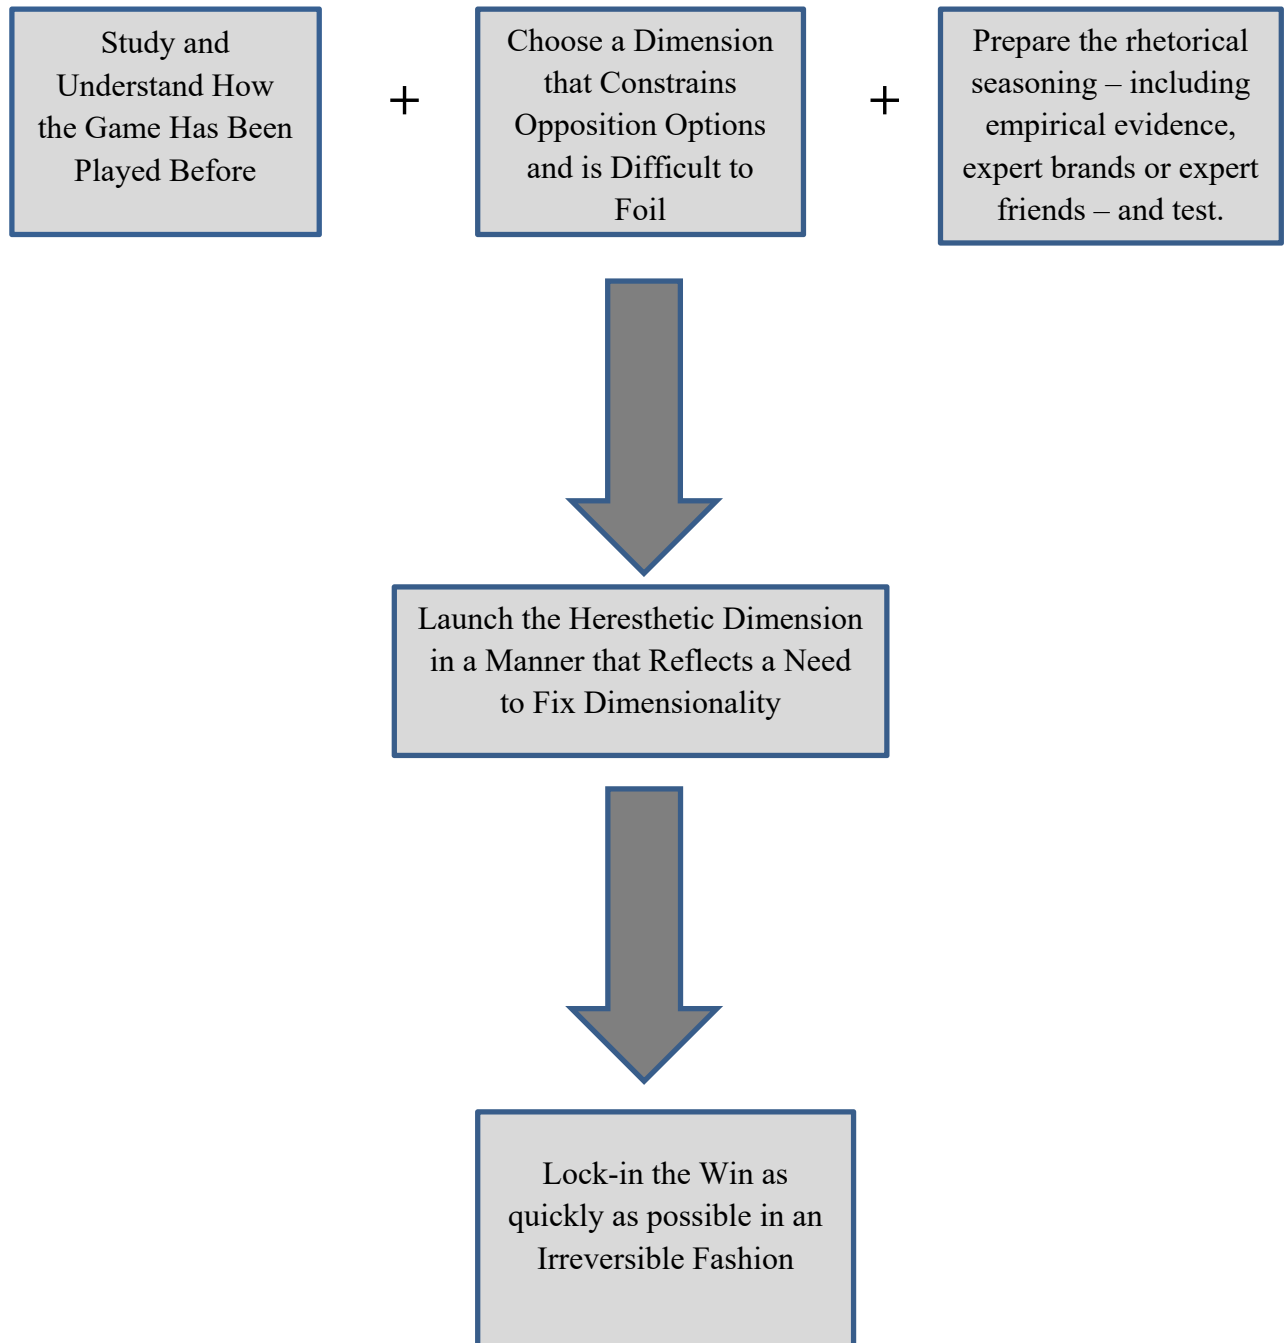 Study and
Understand How
the Game Has Been
Played Before
+
Choose a Dimension
that Constrains
Opposition Options
and is Difficult to
Foil
+
Prepare the rhetorical
seasoning – including
empirical evidence,
expert brands or expert
friends – and test.
Launch the Heresthetic Dimension
in a Manner that Reflects a Need
to Fix Dimensionality
Lock-in the Win as
quickly as possible in an
Irreversible Fashion